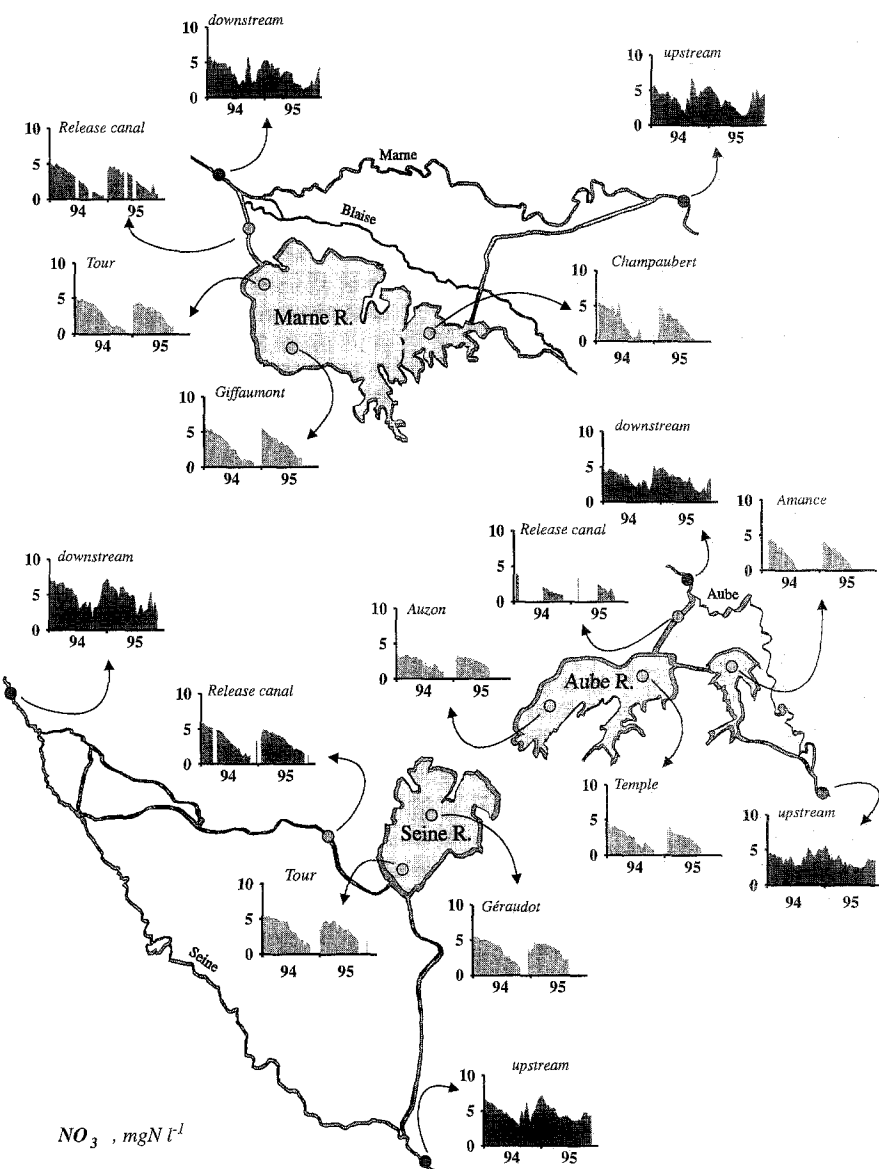 downstream
10
5
0
94 95
upstream
10
5
0
94 95
Release canal
10
5
0
94 95
Marne
Blaise
Tour
10
5
0
94 95
Marne R.
Champaubert
10
5
0
94 95
Giffaumont
10
5
0
94 95
downstream
10
5
0
94 95
Amance
10
5
0
94 95
Release canal
10
5
0
94 95
Aube
downstream
10
5
0
94 95
Auzon
10
5
0
94 95
Aube R.
Release canal
10
5
0
94 95
Temple
10
5
0
94 95
upstream
10
5
0
94 95
Seine R.
Tour
10
5
0
94 95
Géraudot
10
5
0
94 95
Seine
upstream
10
5
0
94 95
NO3 , mgN l-1